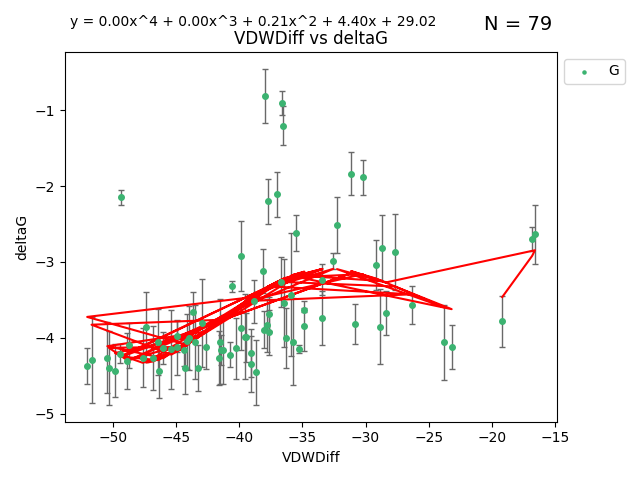 y = 0.00x^4 + 0.00x^3 + 0.21x^2 + 4.40x + 29.02
N = 79
VDWDiff vs deltaG
G
−1
−2
−3
−4
−5
deltaG
−50 −45 −40 −35 −30 −25 −20 −15
VDWDiff